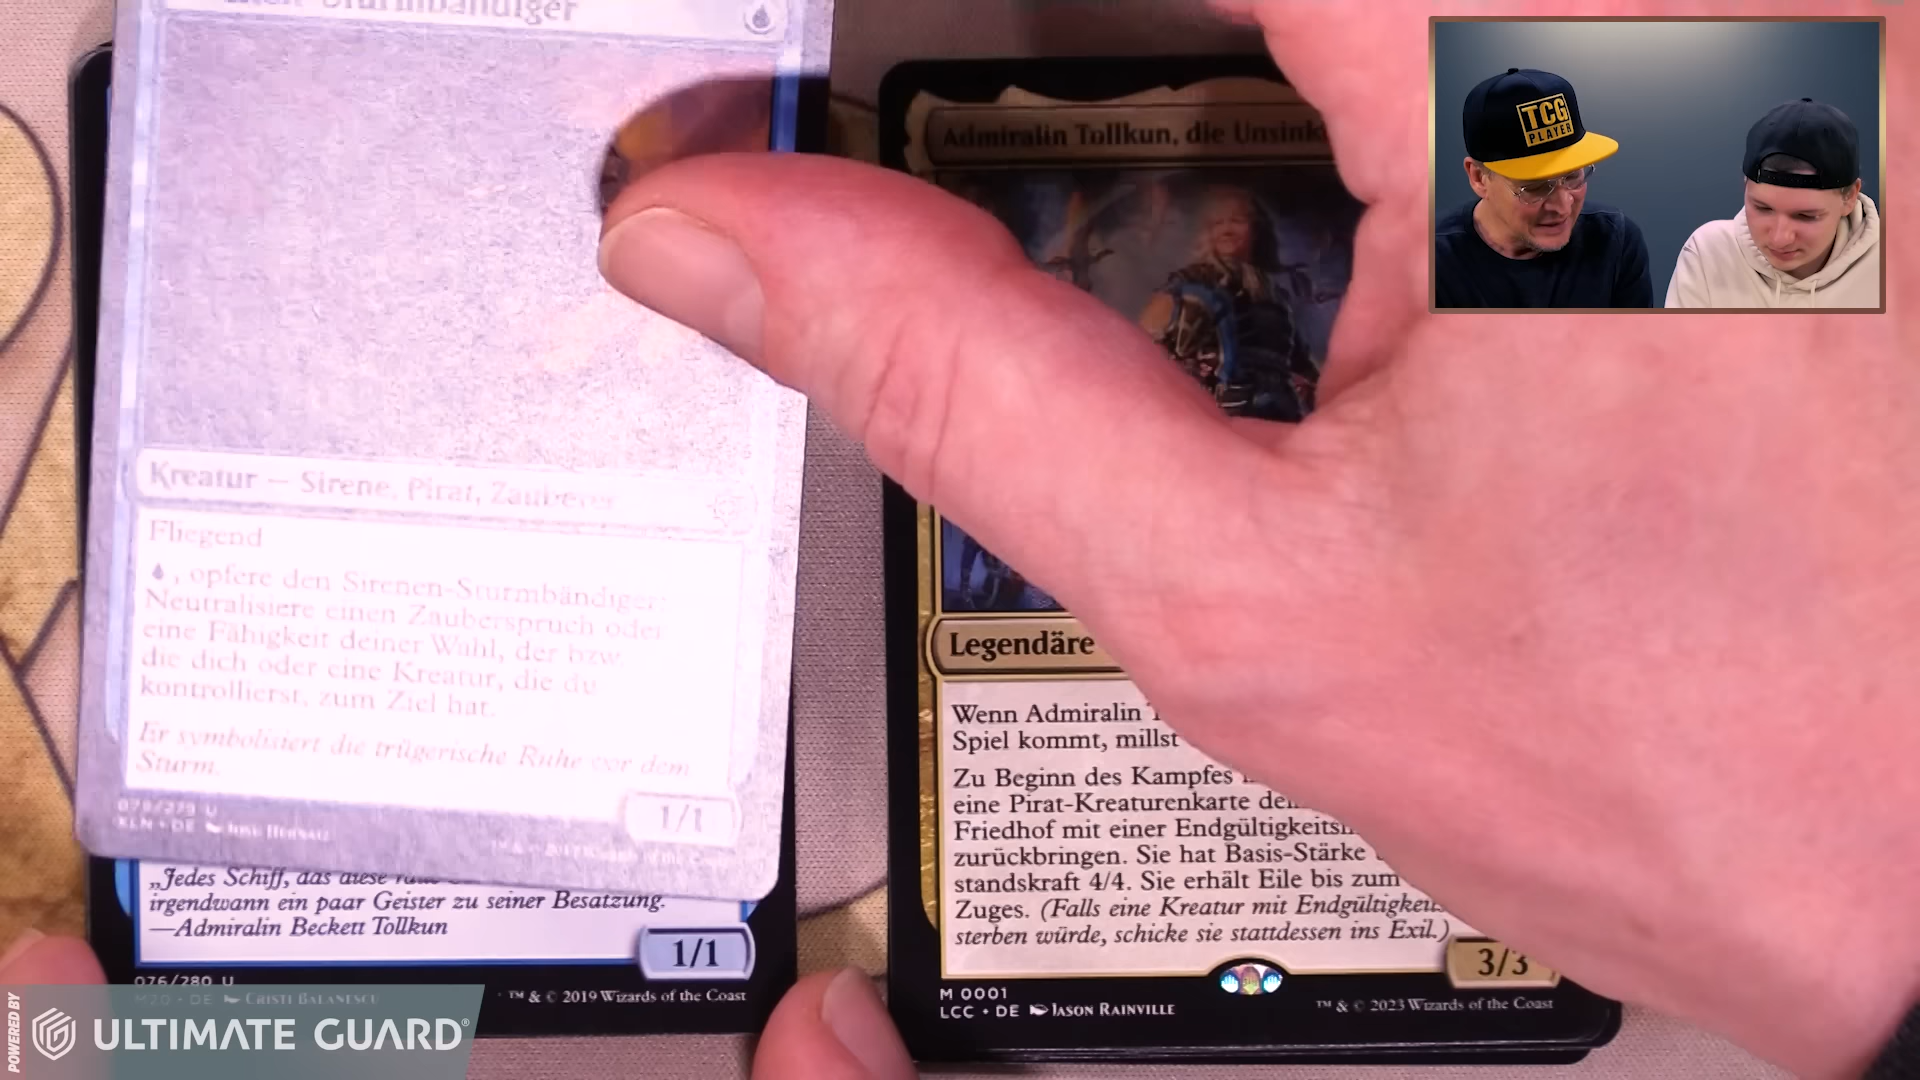 Sturmbändiger
Kreatur — Sirene, Pirat, Zauberer
Fliegend
, opfere den Sirenen-Sturmbändiger:
Neutralisiere einen Zauberspruch oder
eine Fähigkeit deiner Wahl, der bzw.
die dich oder eine Kreatur, die du
kontrollierst, zum Ziel hat.
Er symbolisiert die trügerische Ruhe vor dem
Sturm.
1/1
XLN • DE
„Jedes Schiff, das diese
irgendwann ein paar Geister zu seiner Besatzung.
—Admiralin Beckett Tollkun
1/1
076/280 U
M20 • DE CRISTI BALANESCU
™ & © 2019 Wizards of the Coast
Admiralin Tollkun, die Unsink
Legendäre
Wenn Admiralin
Spiel kommt, millst
Zu Beginn des Kampfes
eine Pirat-Kreaturenkarte
Friedhof mit einer
zurückbringen. Sie hat Basis-Stärke
standskraft 4/4. Sie erhält Eile bis zum
Zuges. (Falls eine Kreatur mit
sterben würde, schicke sie stattdessen ins Exil.)
3/3
M 0001
LCC • DE JASON RAINVILLE
™ & © 2023 Wizards of the Coast
TCG
PLAYER
POWERED BY
ULTIMATE GUARD®